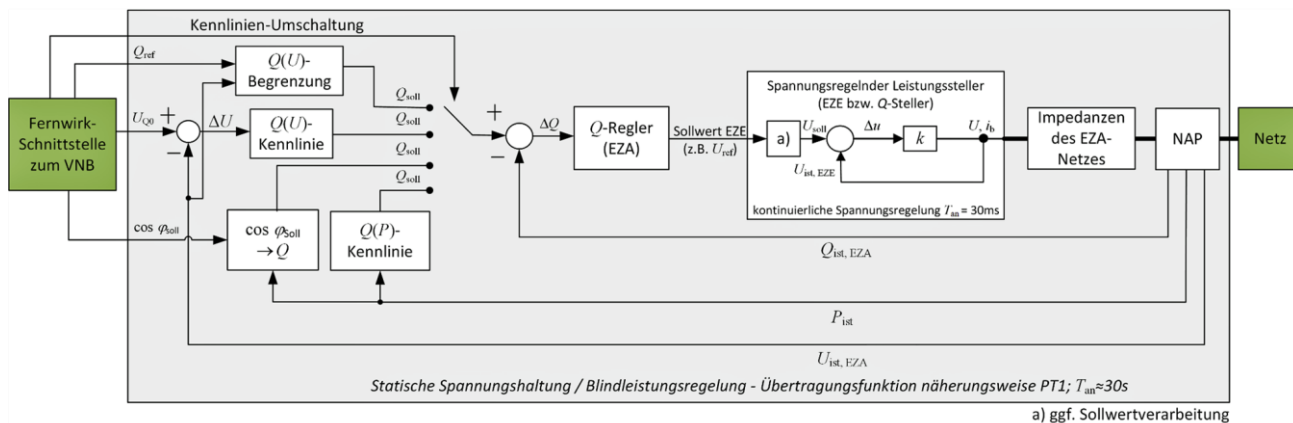 Kennlinien-Umschaltung
Q_ref
Q(U)-
Begrenzung
Q_soll
Fernwirk-
Schnittstelle
zum VNB
U_Q0
+
−
ΔU
Q(U)-
Kennlinie
Q_soll
Q_soll
Q_soll
cos φ_soll
cos φ_Soll
→Q
Q(P)-
Kennlinie
+
−
ΔQ
Q-Regler
(EZA)
Sollwert EZE
(z.B. U_ref)
Spannungsregelnder Leistungssteller
(EZE bzw. Q-Steller)
a)
U_soll
Δu
k
U, i_b
U_ist, EZE
kontinuierliche Spannungsregelung T_an = 30ms
Impedanzen
des EZA-
Netzes
NAP
Netz
Q_ist, EZA
P_ist
U_ist, EZA
Statische Spannungshaltung / Blindleistungsregelung - Übertragungsfunktion näherungsweise PT1; T_an≈30s
a) ggf. Sollwertverarbeitung